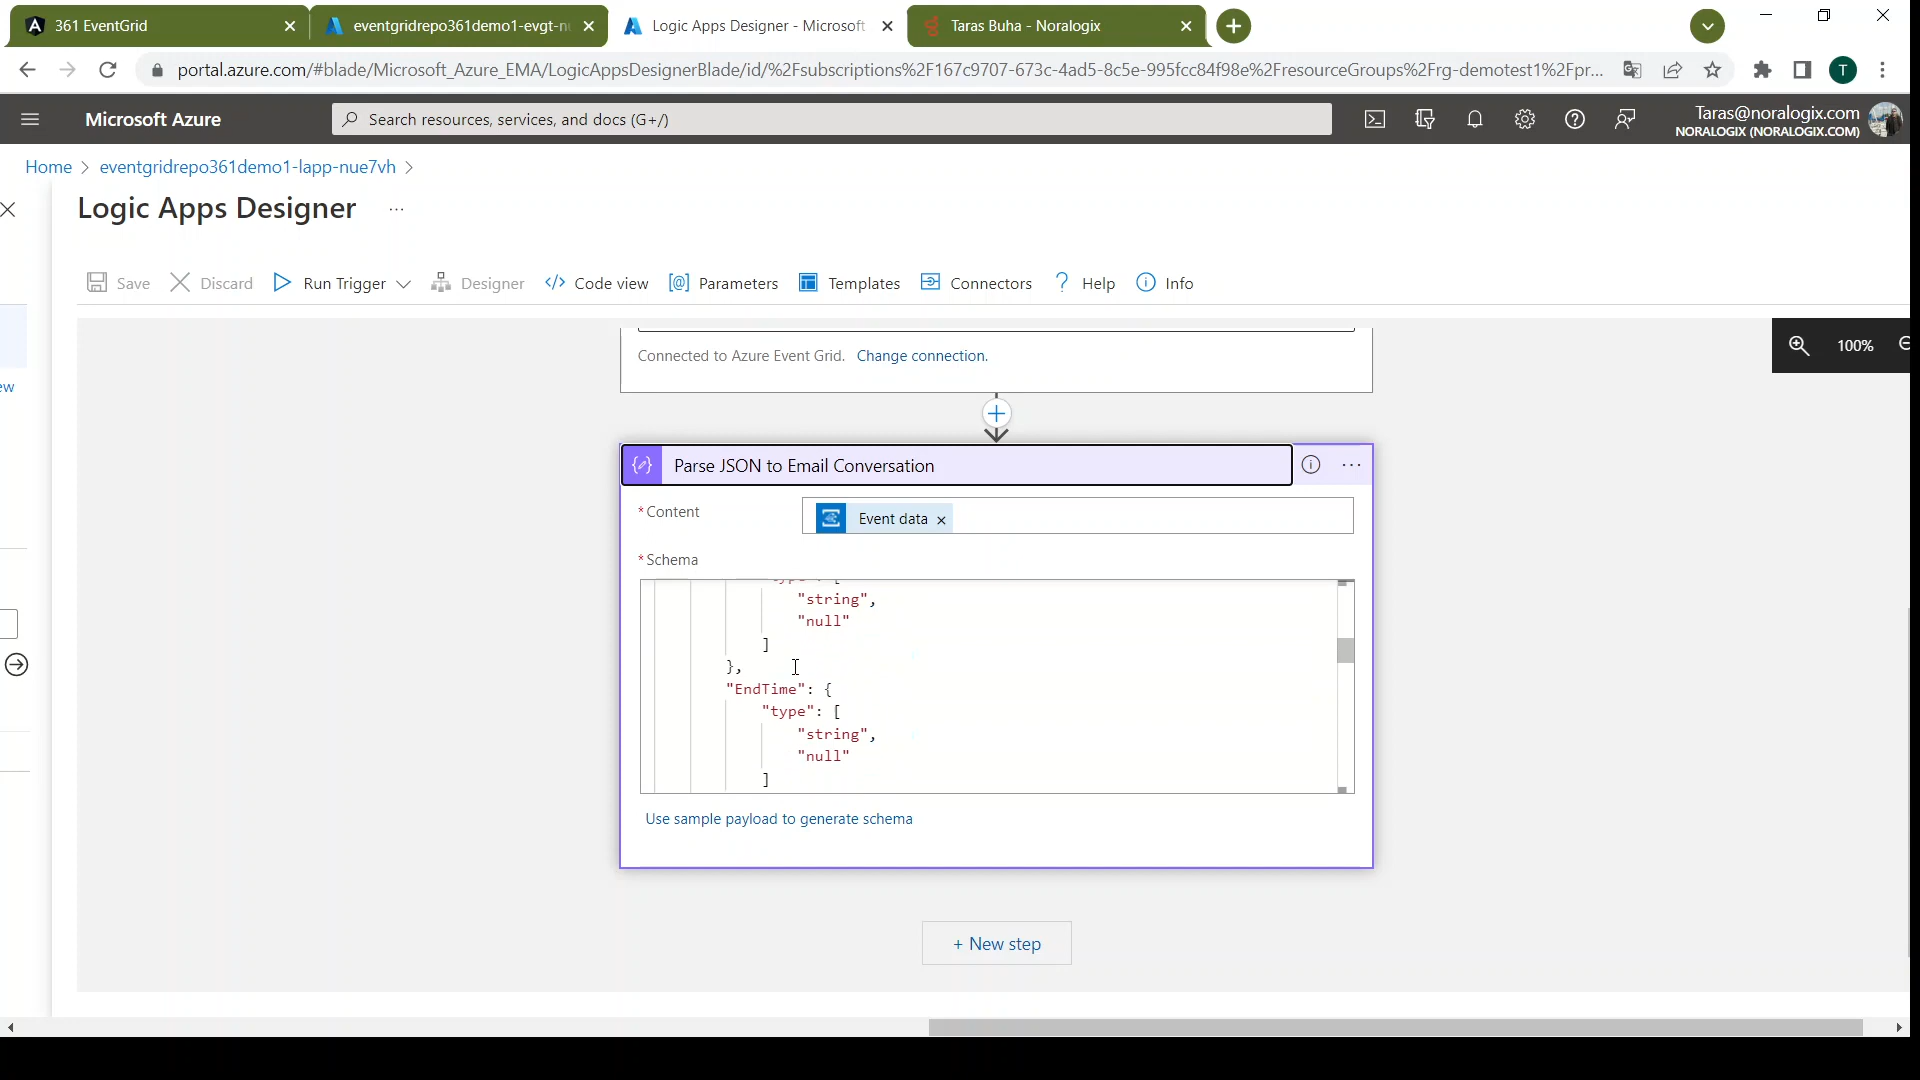 361 EventGrid
eventgridrepo361demo1-evgt-n
Logic Apps Designer - Microsoft
Taras Buha - Noralogix
portal.azure.com/#blade/Microsoft_Azure_EMA/LogicAppsDesignerBlade/id/%2Fsubscriptions%2F167c9707-673c-4ad5-8c5e-995fcc84f98e%2FresourceGroups%2Frg-demotest1%2Fpr...
T
Microsoft Azure
Search resources, services, and docs (G+/)
Taras@noralogix.com
NORALOGIX (NORALOGIX.COM)
Home > eventgridrepo361demo1-lapp-nue7vh >
Logic Apps Designer ...
Save Discard Run Trigger Designer Code view Parameters Templates Connectors Help Info
Connected to Azure Event Grid. Change connection.
100%
ew
Parse JSON to Email Conversation
* Content
Event data ×
* Schema
"string",
"null"
]
},
"EndTime": {
"type": [
"string",
"null"
]
Use sample payload to generate schema
+ New step